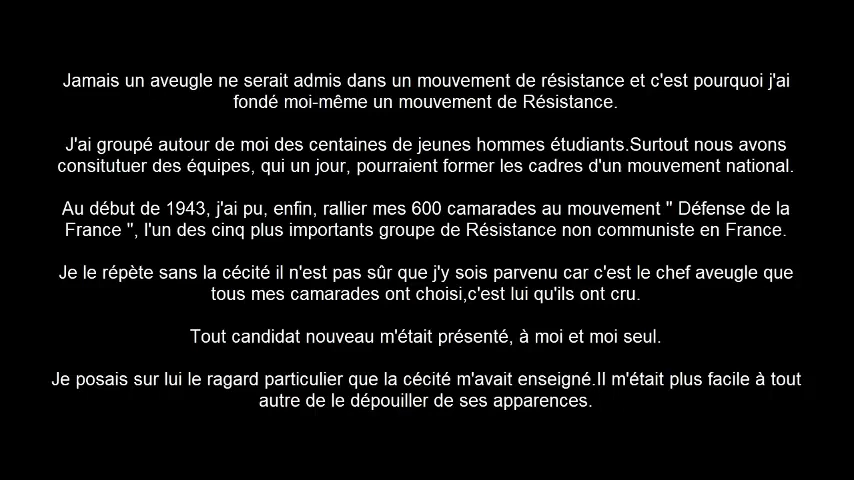 Jamais un aveugle ne serait admis dans un mouvement de résistance et c'est pourquoi j'ai
fondé moi-même un mouvement de Résistance.
J'ai groupé autour de moi des centaines de jeunes hommes étudiants.Surtout nous avons
consitutuer des équipes, qui un jour, pourraient former les cadres d'un mouvement national.
Au début de 1943, j'ai pu, enfin, rallier mes 600 camarades au mouvement " Défense de la
France ", l'un des cinq plus importants groupe de Résistance non communiste en France.
Je le répète sans la cécité il n'est pas sûr que j'y sois parvenu car c'est le chef aveugle que
tous mes camarades ont choisi,c'est lui qu'ils ont cru.
Tout candidat nouveau m'était présenté, à moi et moi seul.
Je posais sur lui le ragard particulier que la cécité m'avait enseigné.Il m'était plus facile à tout
autre de le dépouiller de ses apparences.